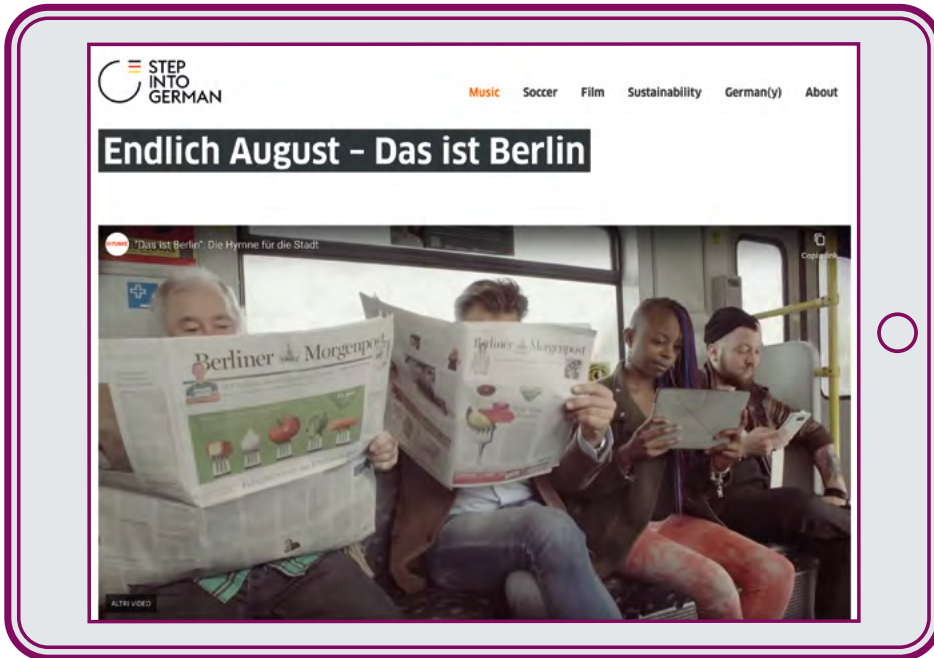 STEP
INTO
GERMAN
Music Soccer Film Sustainability German(y) About
Endlich August – Das ist Berlin
"Das ist Berlin": Die Hymne für die Stadt
Copia link
Berliner Morgenpost
Berliner Morgenpost
ALTRI VIDEO